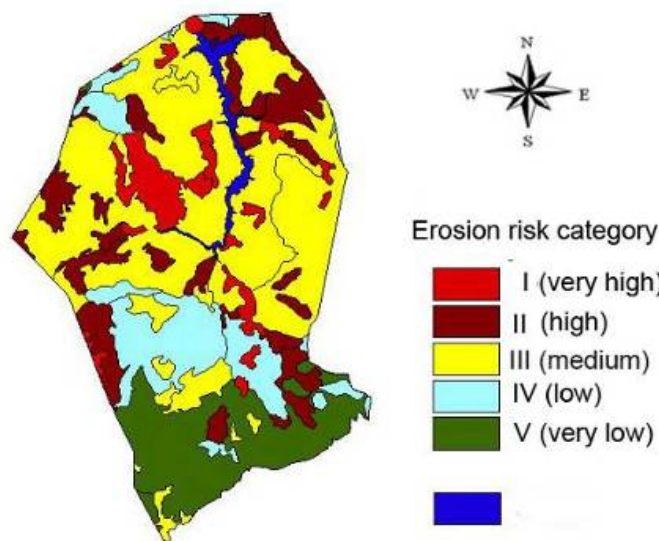 N
W E
S
Erosion risk category
I (very high)
II (high)
III (medium)
IV (low)
V (very low)